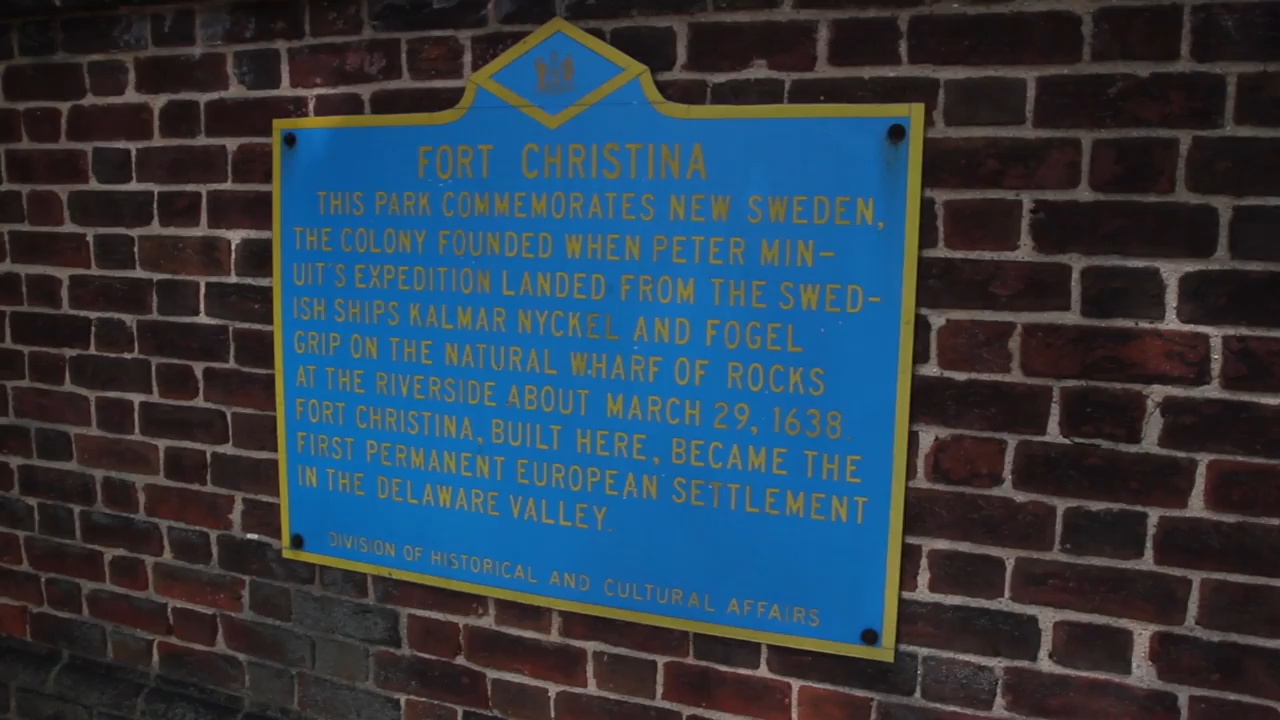 FORT CHRISTINA
THIS PARK COMMEMORATES NEW SWEDEN,
THE COLONY FOUNDED WHEN PETER MIN-
UIT'S EXPEDITION LANDED FROM THE SWED-
ISH SHIPS KALMAR NYCKEL AND FOGEL
GRIP ON THE NATURAL WHARF OF ROCKS
AT THE RIVERSIDE ABOUT MARCH 29, 1638.
FORT CHRISTINA, BUILT HERE, BECAME THE
FIRST PERMANENT EUROPEAN SETTLEMENT
IN THE DELAWARE VALLEY.
DIVISION OF HISTORICAL AND CULTURAL AFFAIRS